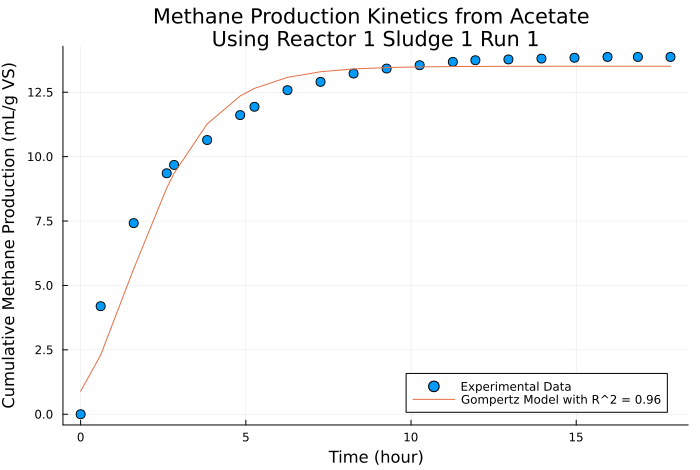 Methane Production Kinetics from Acetate
Using Reactor 1 Sludge 1 Run 1
Cumulative Methane Production (mL/g VS)
12.5
10.0
7.5
5.0
2.5
0.0
Experimental Data
Gompertz Model with R^2 = 0.96
0
5
10
15
Time (hour)